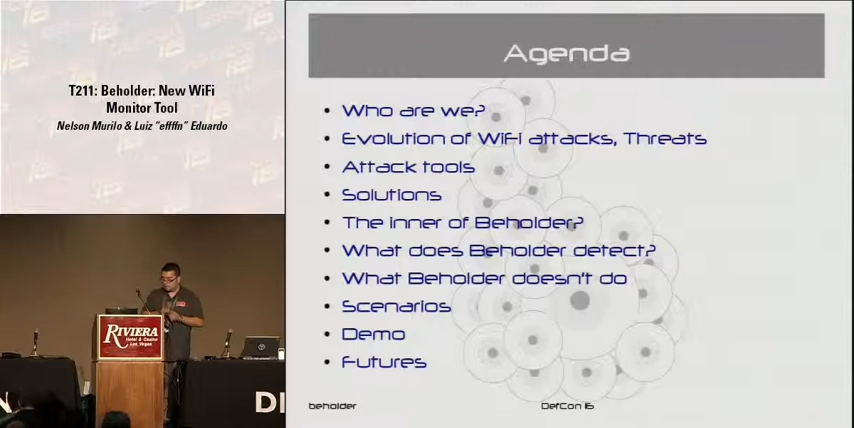 T211: Beholder: New WiFi
Monitor Tool
Nelson Murilo & Luiz "effffn" Eduardo
Agenda
• Who are we?
• Evolution of WiFi attacks, Threats
• Attack tools
• Solutions
• The inner of Beholder?
• What does Beholder detect?
• What Beholder doesn't do
• Scenarios
• Demo
• Futures
beholder
DefCon 16
RIVIERA
Hotel & Casino
Las Vegas
N
DI